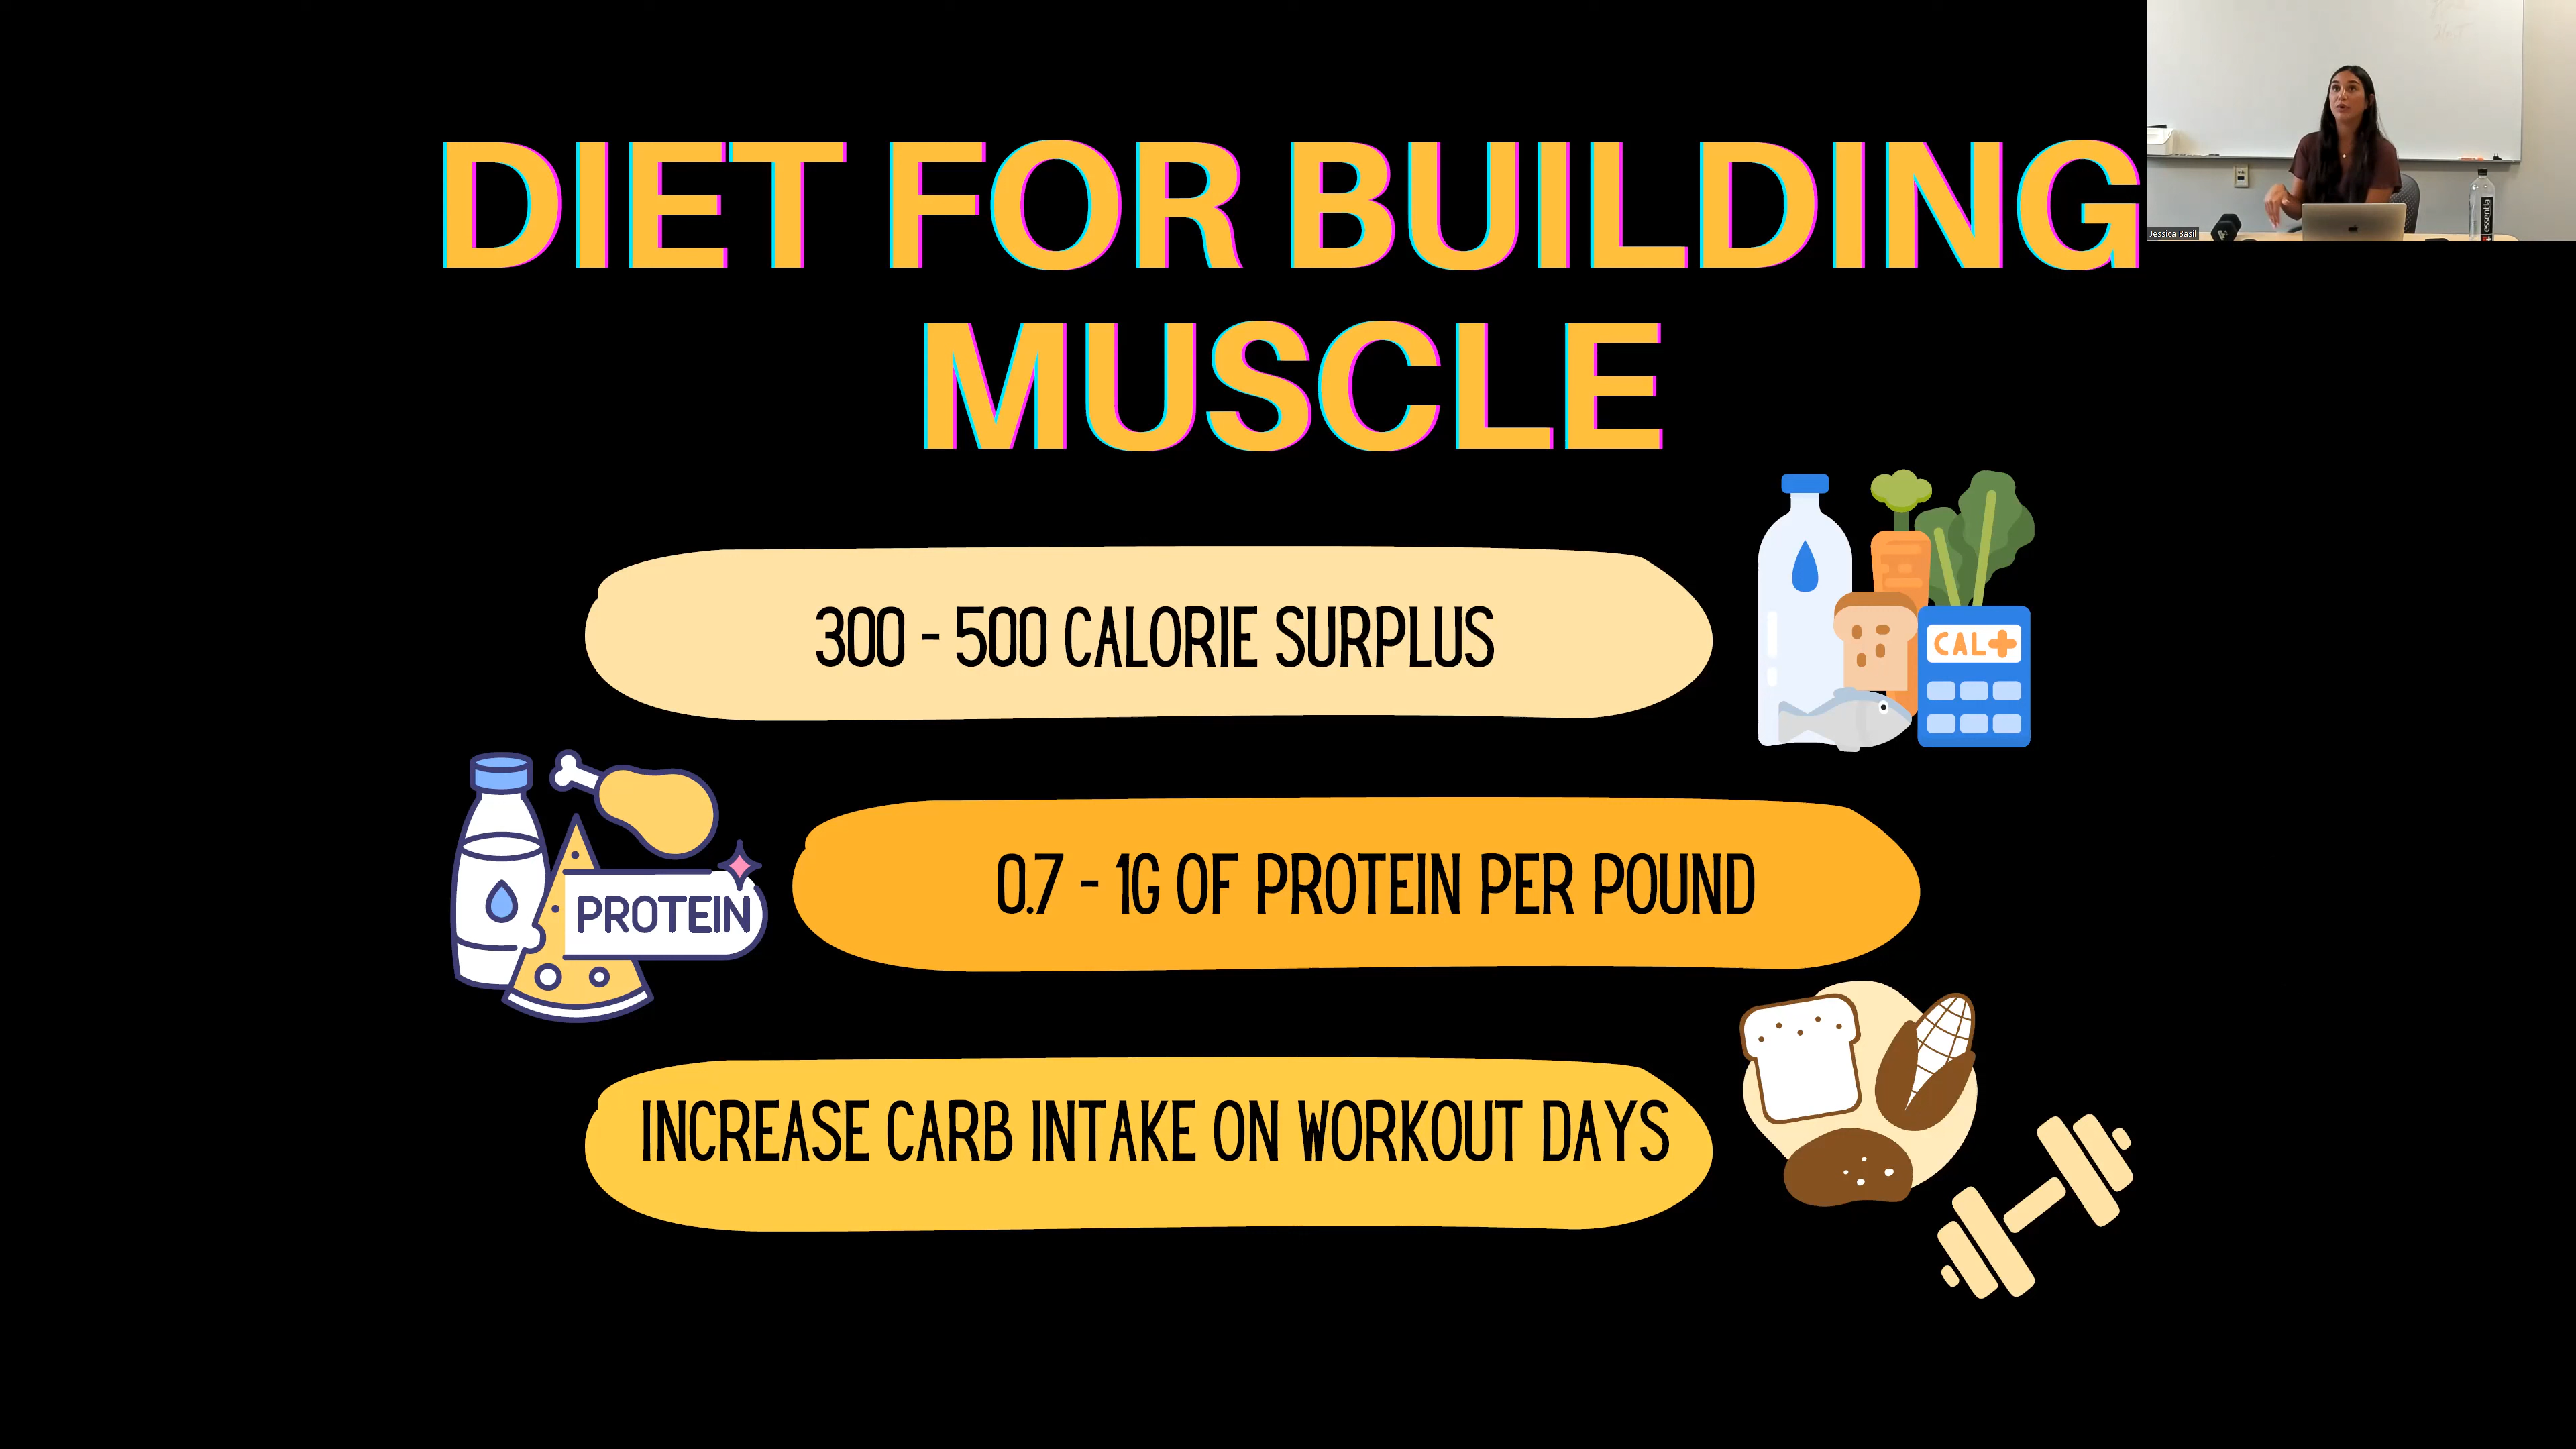 DIET FOR BUILDING
MUSCLE
300 - 500 CALORIE SURPLUS
CAL+
PROTEIN
0.7 - 1G OF PROTEIN PER POUND
INCREASE CARB INTAKE ON WORKOUT DAYS
Jessica Basil
essentia